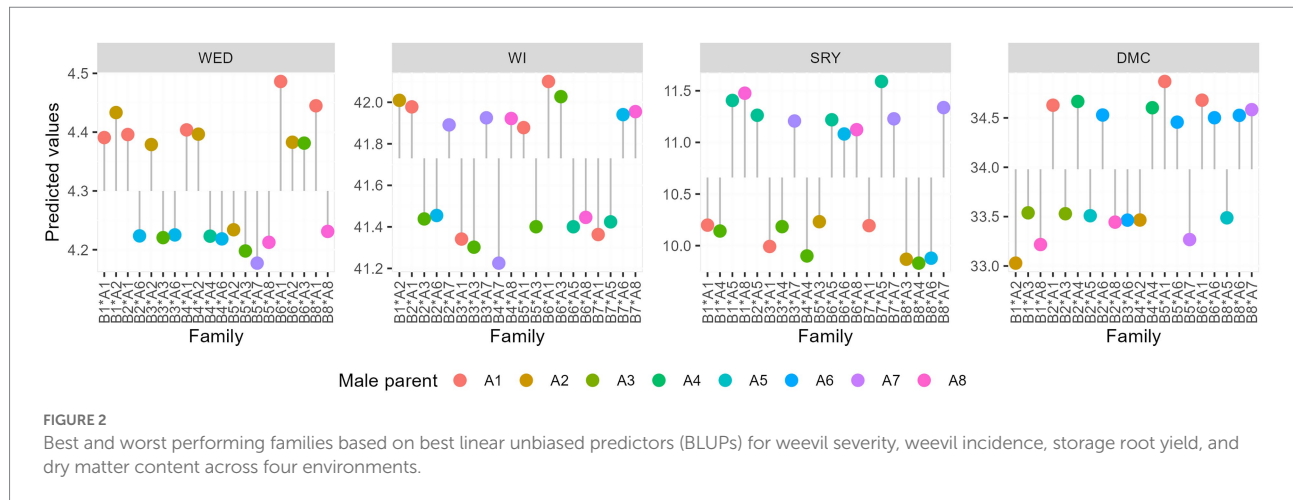 WED
WI
SRY
DMC
Predicted values
4.5
4.4
4.3
4.2
42.0
41.8
41.6
41.4
41.2
11.5
11.0
10.5
10.0
34.5
34.0
33.5
33.0
B1*A1
B1*A2
B2*A1
B2*A6
B3*A2
B3*A3
B3*A6
B4*A1
B4*A2
B4*A4
B4*A6
B5*A2
B5*A3
B5*A7
B5*A8
B6*A1
B6*A2
B6*A3
B8*A1
B8*A8
B1*A2
B2*A1
B2*A3
B2*A6
B2*A7
B3*A1
B3*A3
B3*A7
B4*A7
B4*A8
B5*A1
B5*A3
B6*A1
B6*A3
B6*A5
B6*A8
B7*A1
B7*A5
B7*A6
B7*A8
B1*A1
B1*A4
B1*A5
B1*A8
B2*A5
B3*A1
B3*A4
B3*A7
B4*A4
B5*A2
B6*A5
B6*A6
B6*A8
B7*A1
B7*A5
B7*A7
B8*A3
B8*A4
B8*A6
B8*A7
B1*A2
B1*A3
B1*A8
B2*A1
B2*A3
B2*A4
B2*A5
B2*A6
B2*A8
B3*A6
B4*A2
B4*A4
B5*A1
B5*A6
B5*A7
B6*A1
B6*A6
B8*A5
B8*A6
B8*A7
Family
Family
Family
Family
Male parent A1 A2 A3 A4 A5 A6 A7 A8
FIGURE 2
Best and worst performing families based on best linear unbiased predictors (BLUPs) for weevil severity, weevil incidence, storage root yield, and
dry matter content across four environments.